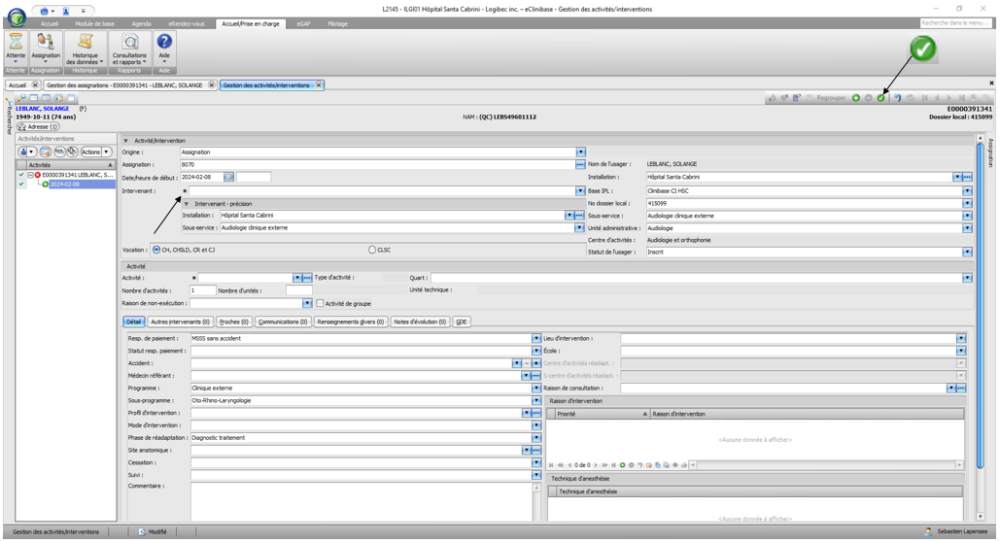 L2145 - ILGI01 Hôpital Santa Cabrini - Logibec inc. – eClinibase - Gestion des activités/interventions
Accueil Module de base Agenda eRendez-vous Accueil/Prise en charge eGAP Pilotage
Recherche dans le menu...
Attente Assignation Historique des données Consultations et rapports Aide
Attente Assignation Historique Rapports Aide
Accueil Gestion des assignations - E0000391341 - LEBLANC, SOLANGE Gestion des activités/interventions
Regrouper
Rechercher
LEBLANC, SOLANGE (F)
E0000391341
1949-10-11 (74 ans)
NAM : (QC) LEBS49601112
Dossier local : 415099
Adresse (1)
Assignation
Activités/interventions
Actions
Activités
E0000391341 LEBLANC, S...
2024-02-08
Activité/intervention
Origine : Assignation
Assignation : 8070
Nom de l'usager : LEBLANC, SOLANGE
Date/heure de début : 2024-02-08
Installation : Hôpital Santa Cabrini
Intervenant : *
Base IPL : Clinibase CI HSC
Intervenant - précision
No dossier local : 415099
Installation : Hôpital Santa Cabrini
Sous-service : Audiologie clinique externe
Sous-service : Audiologie clinique externe
Unité administrative : Audiologie
Centre d'activités : Audiologie et orthophonie
Vocation : CH, CHSLD, CR et CJ CLSC
Statut de l'usager : Inscrit
Activité
Activité : * Type d'activité : Quart :
Nombre d'activités : 1 Nombre d'unités : Unité technique :
Raison de non-exécution : Activité de groupe
Détail Autres intervenants (0) Proches (0) Communications (0) Renseignements divers (0) Notes d'évolution (0) GDE
Resp. de paiement : MSSS sans accident
Lieu d'intervention :
Statut resp. paiement :
École :
Accident :
Centre d'activités réadapt. :
Médecin référant :
S-centre d'activités réadapt. :
Programme : Clinique externe
Raison de consultation :
Sous-programme : Oto-Rhino-Laryngologie
Raison d'intervention
Profil d'intervention :
Priorité Raison d'intervention
Mode d'intervention :
Phase de réadaptation : Diagnostic traitement
<Aucune donnée à afficher>
Site anatomique :
Cessation :
0 de 0
Suivi :
Technique d'anesthésie
Commentaire :
Technique d'anesthésie
<Aucune donnée à afficher>
Gestion des activités/interventions Modifié Sebastien Lapensee